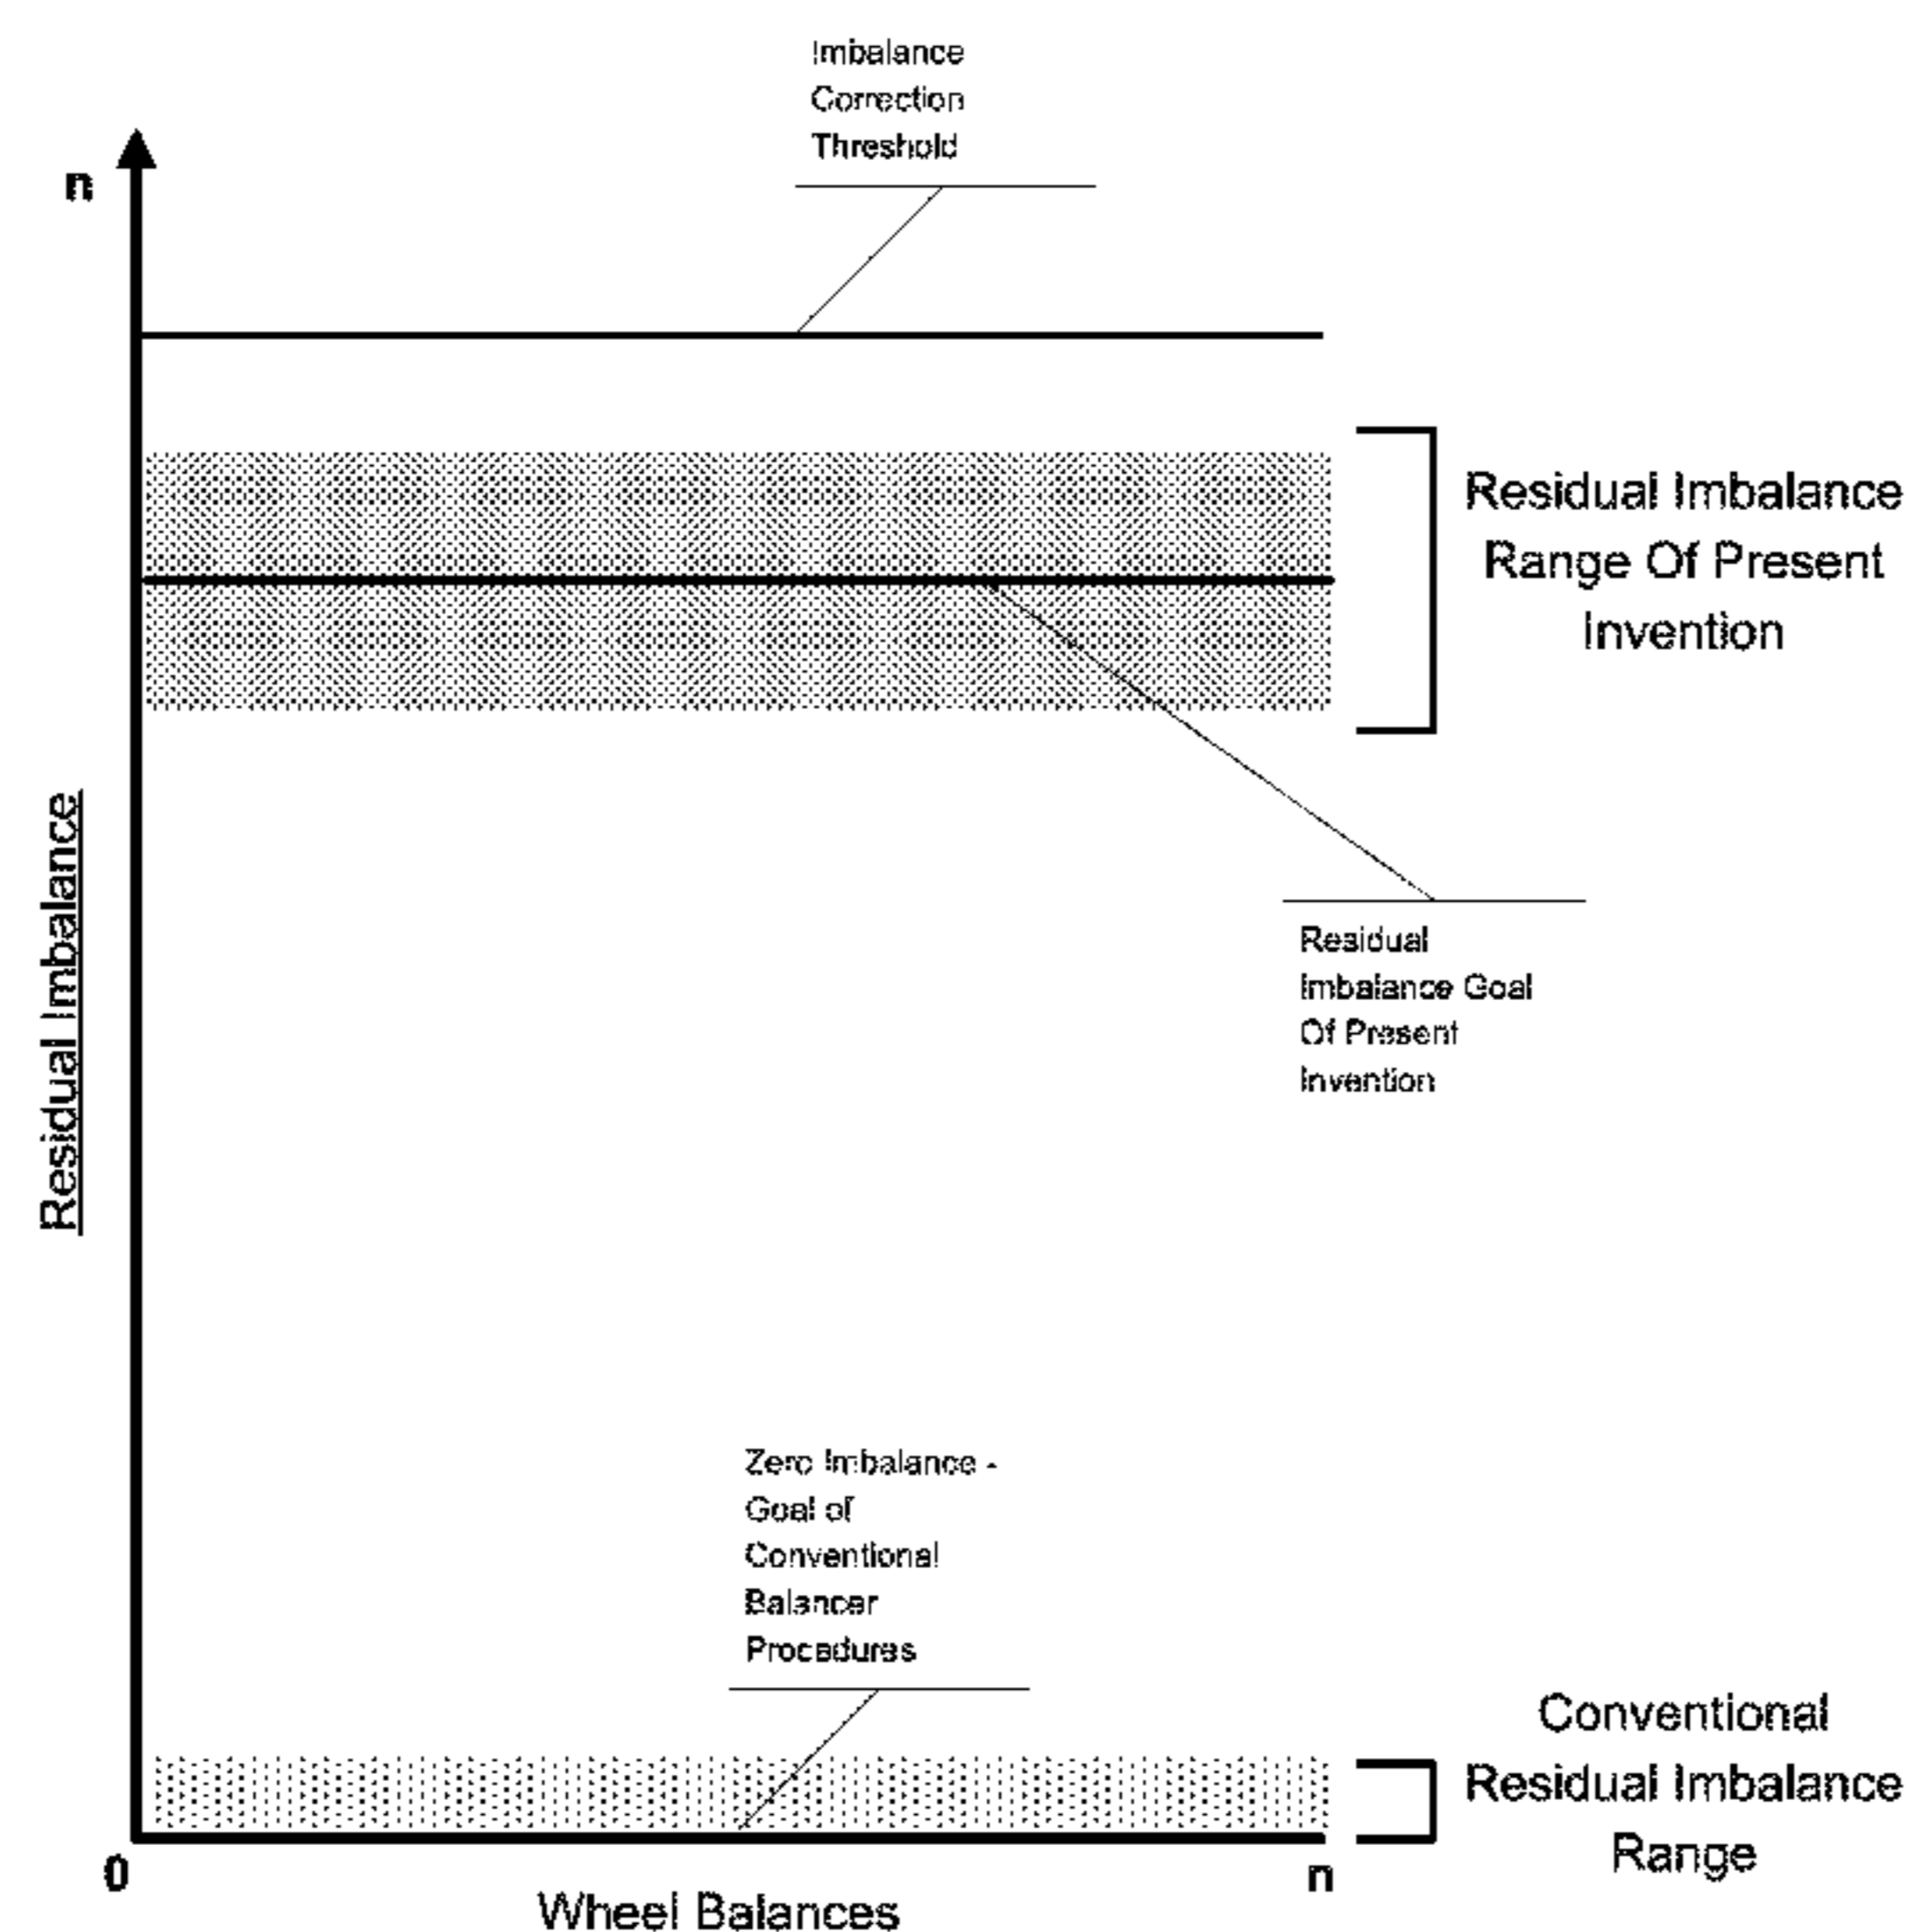 Imbalance
Correction
Threshold
n
Residual Imbalance
Range Of Present
Invention
Residual Imbalance
Residual
Imbalance Goal
Of Present
Invention
Zero Imbalance -
Goal of
Conventional
Balancer
Procedures
Conventional
Residual Imbalance
Range
0
n
Wheel Balances